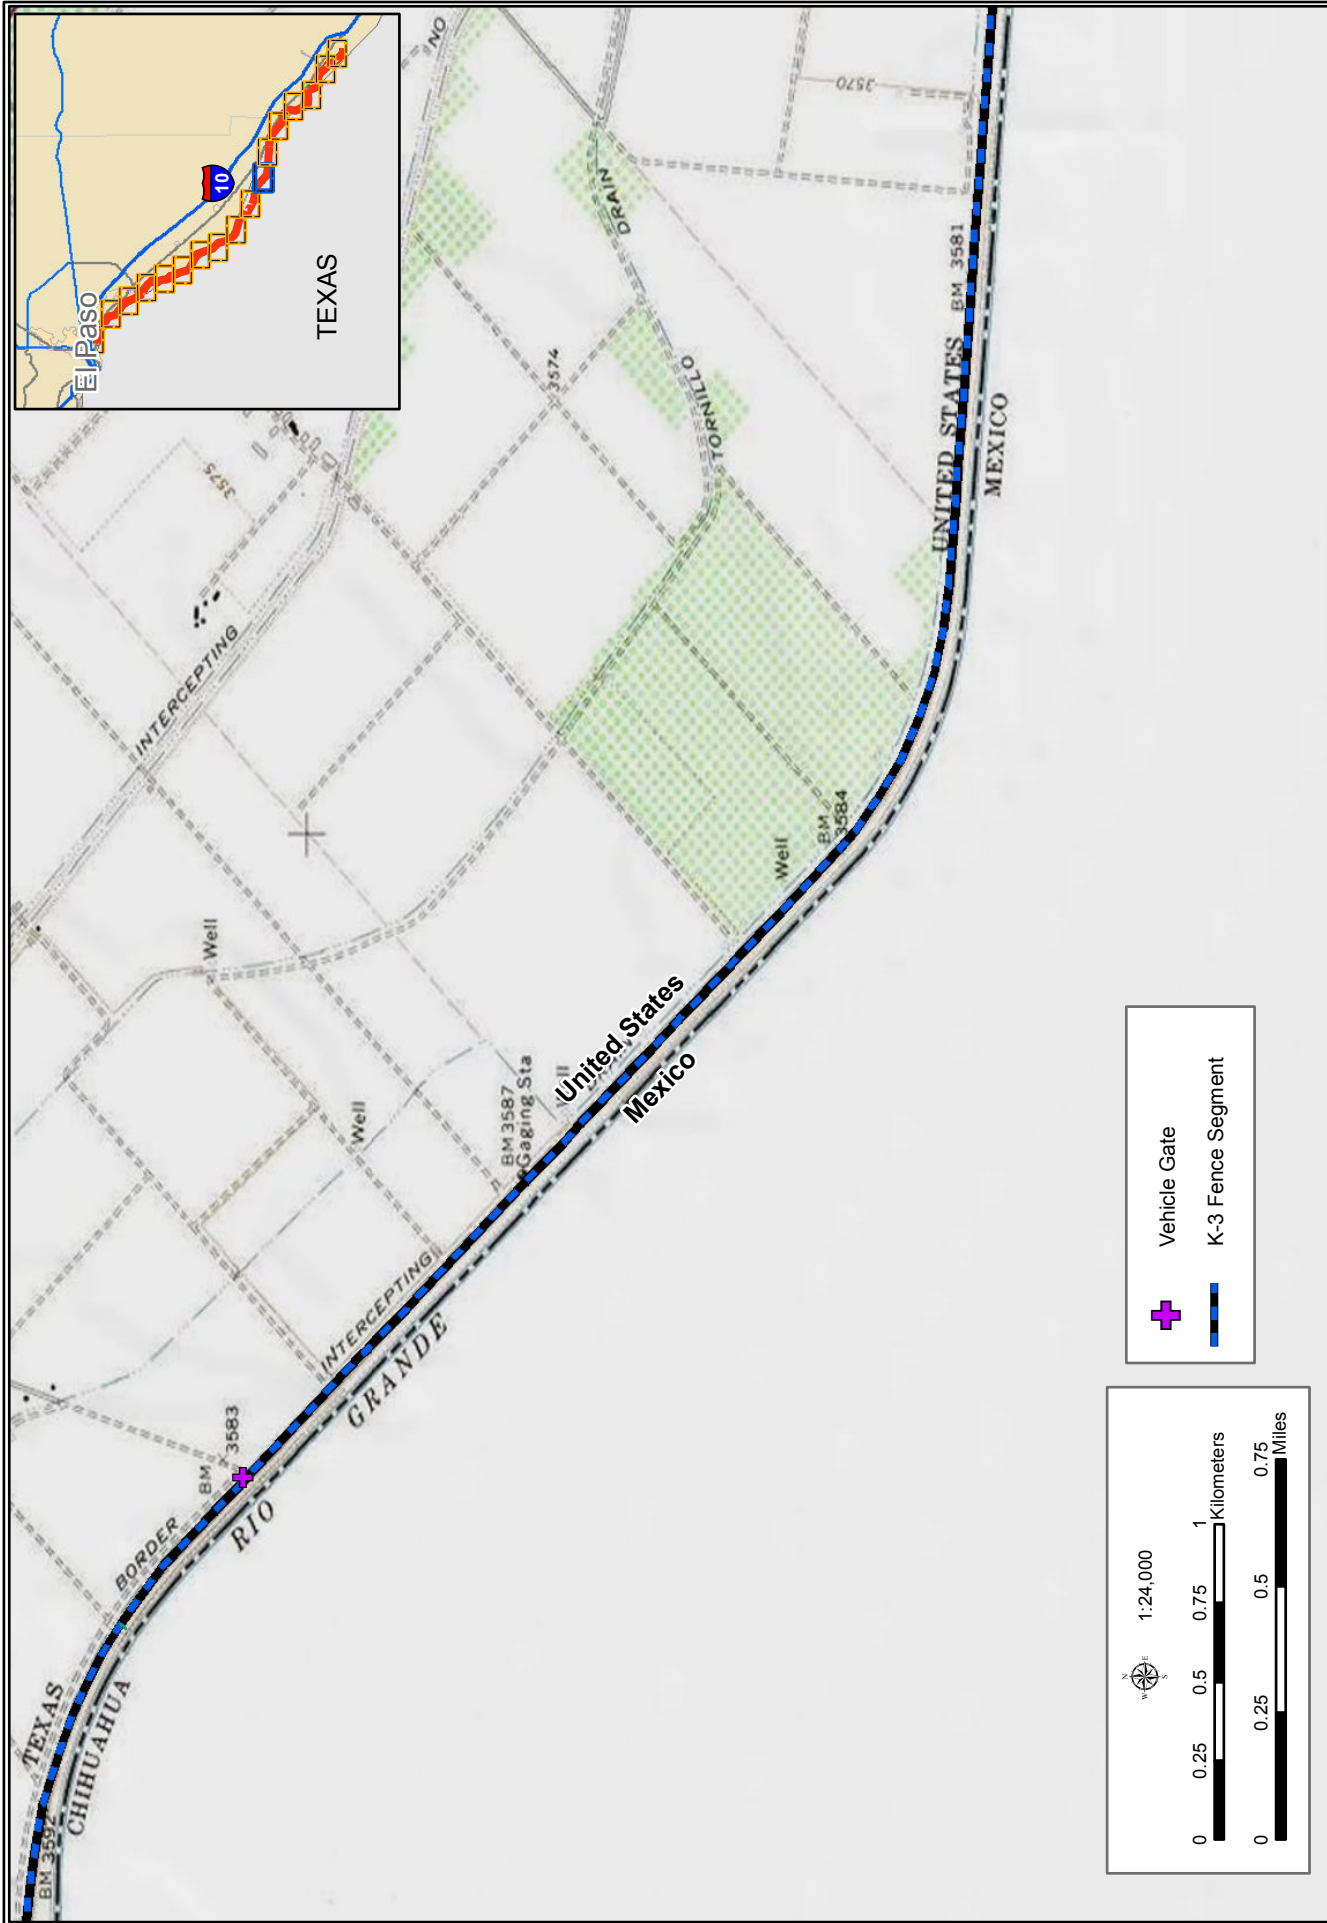 El Paso
10
TEXAS
NO
3575
INTERCEPTING
3574
DRAIN
TORNILLO
3570
Well
Well
BM 3587
Gaging Sta
United States
Mexico
Well
BM
3584
UNITED STATES
MEXICO
BM 3581
BM
3583
BORDER
INTERCEPTING
RIO
GRANDE
TEXAS
CHIHUAHUA
BM 3592
Vehicle Gate
K-3 Fence Segment
N
W E
S
1:24,000
0 0.25 0.5 0.75 1
Kilometers
0 0.25 0.5 0.75
Miles